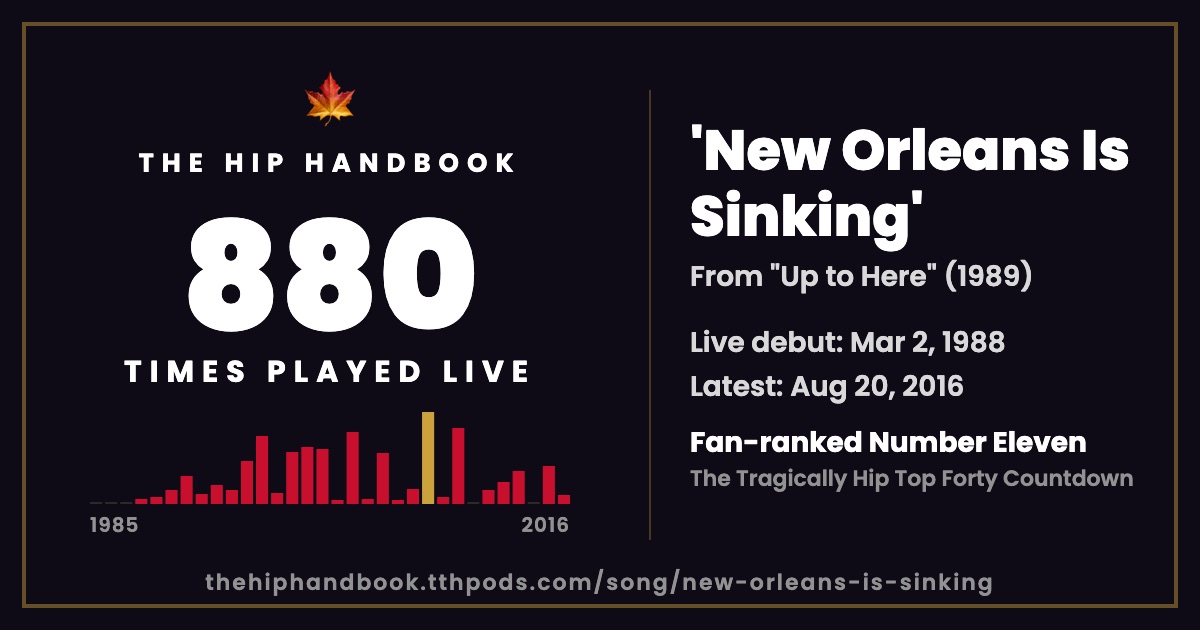 THE HIP HANDBOOK
880
TIMES PLAYED LIVE
1985
2016
'New Orleans Is
Sinking'
From "Up to Here" (1989)
Live debut: Mar 2, 1988
Latest: Aug 20, 2016
Fan-ranked Number Eleven
The Tragically Hip Top Forty Countdown
thehiphandbook.tthpods.com/song/new-orleans-is-sinking